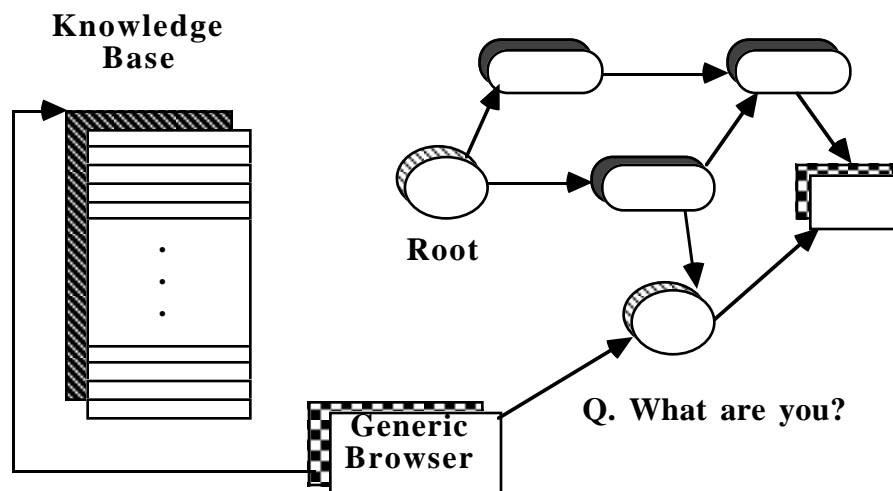 Knowledge
Base
Root
Q. What are you?
Generic
Browser